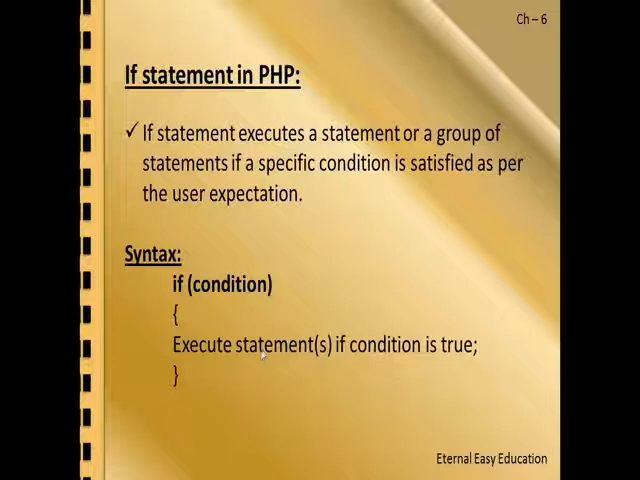 Ch – 6
If statement in PHP:
✓ If statement executes a statement or a group of
statements if a specific condition is satisfied as per
the user expectation.
Syntax:
if (condition)
{
Execute statement(s) if condition is true;
}
Eternal Easy Education